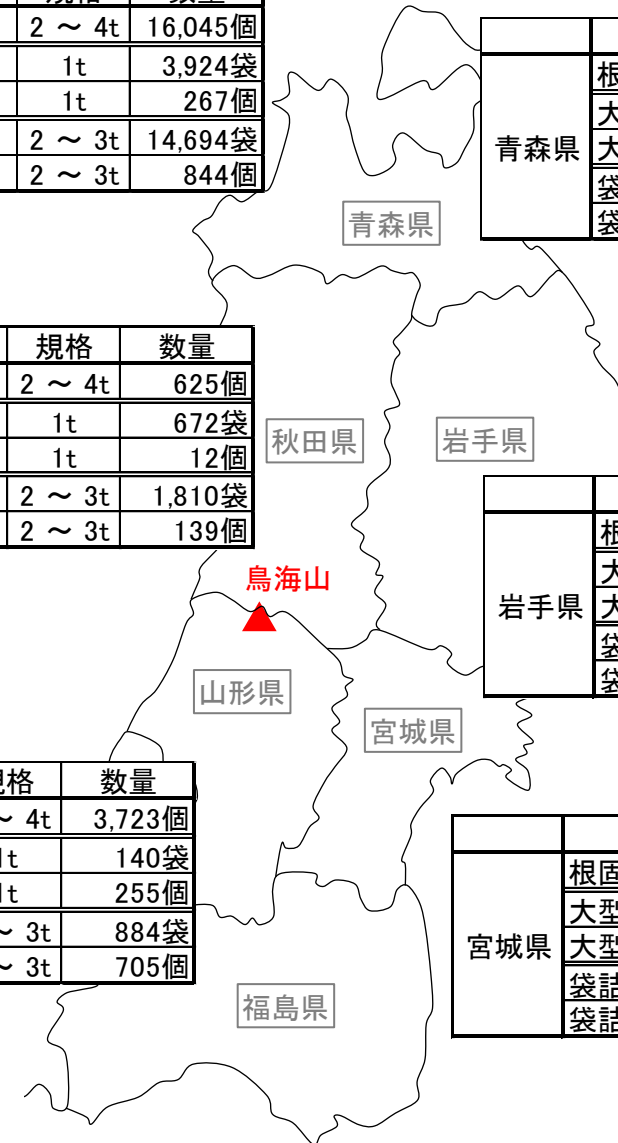 規格 数量
2 ～ 4t 16,045個
1t 3,924袋
1t 267個
2 ～ 3t 14,694袋
2 ～ 3t 844個
青森県
根
大
大
袋
袋
青森県
規格 数量
2 ～ 4t 625個
1t 672袋
1t 12個
2 ～ 3t 1,810袋
2 ～ 3t 139個
秋田県
岩手県
岩手県
根
大
大
袋
袋
鳥海山
山形県
宮城県
規格 数量
～ 4t 3,723個
1t 140袋
1t 255個
～ 3t 884袋
～ 3t 705個
宮城県
根固
大型
大型
袋詰
袋詰
福島県